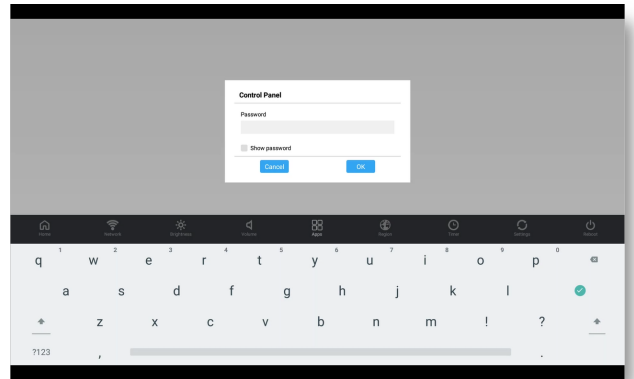 Control Panel
Password
Show password
Cancel OK
Home Network Brightness Volume Apps Region Timer Settings Reboot
1 2 3 4 5 6 7 8 9 0
q w e r t y u i o p
a s d f g h j k l
z x c v b n m ! ?
?123 , .